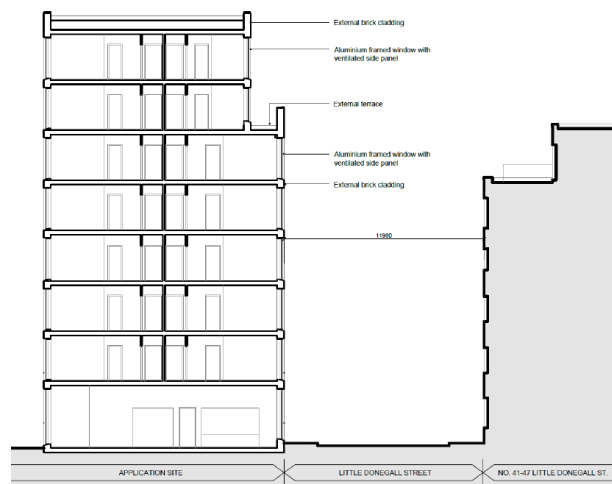 External brick cladding
Aluminium framed window with
ventilated side panel
External terrace
Aluminium framed window with
ventilated side panel
External brick cladding
11980
APPLICATION SITE
LITTLE DONEGALL STREET
NO. 41-47 LITTLE DONEGALL ST.